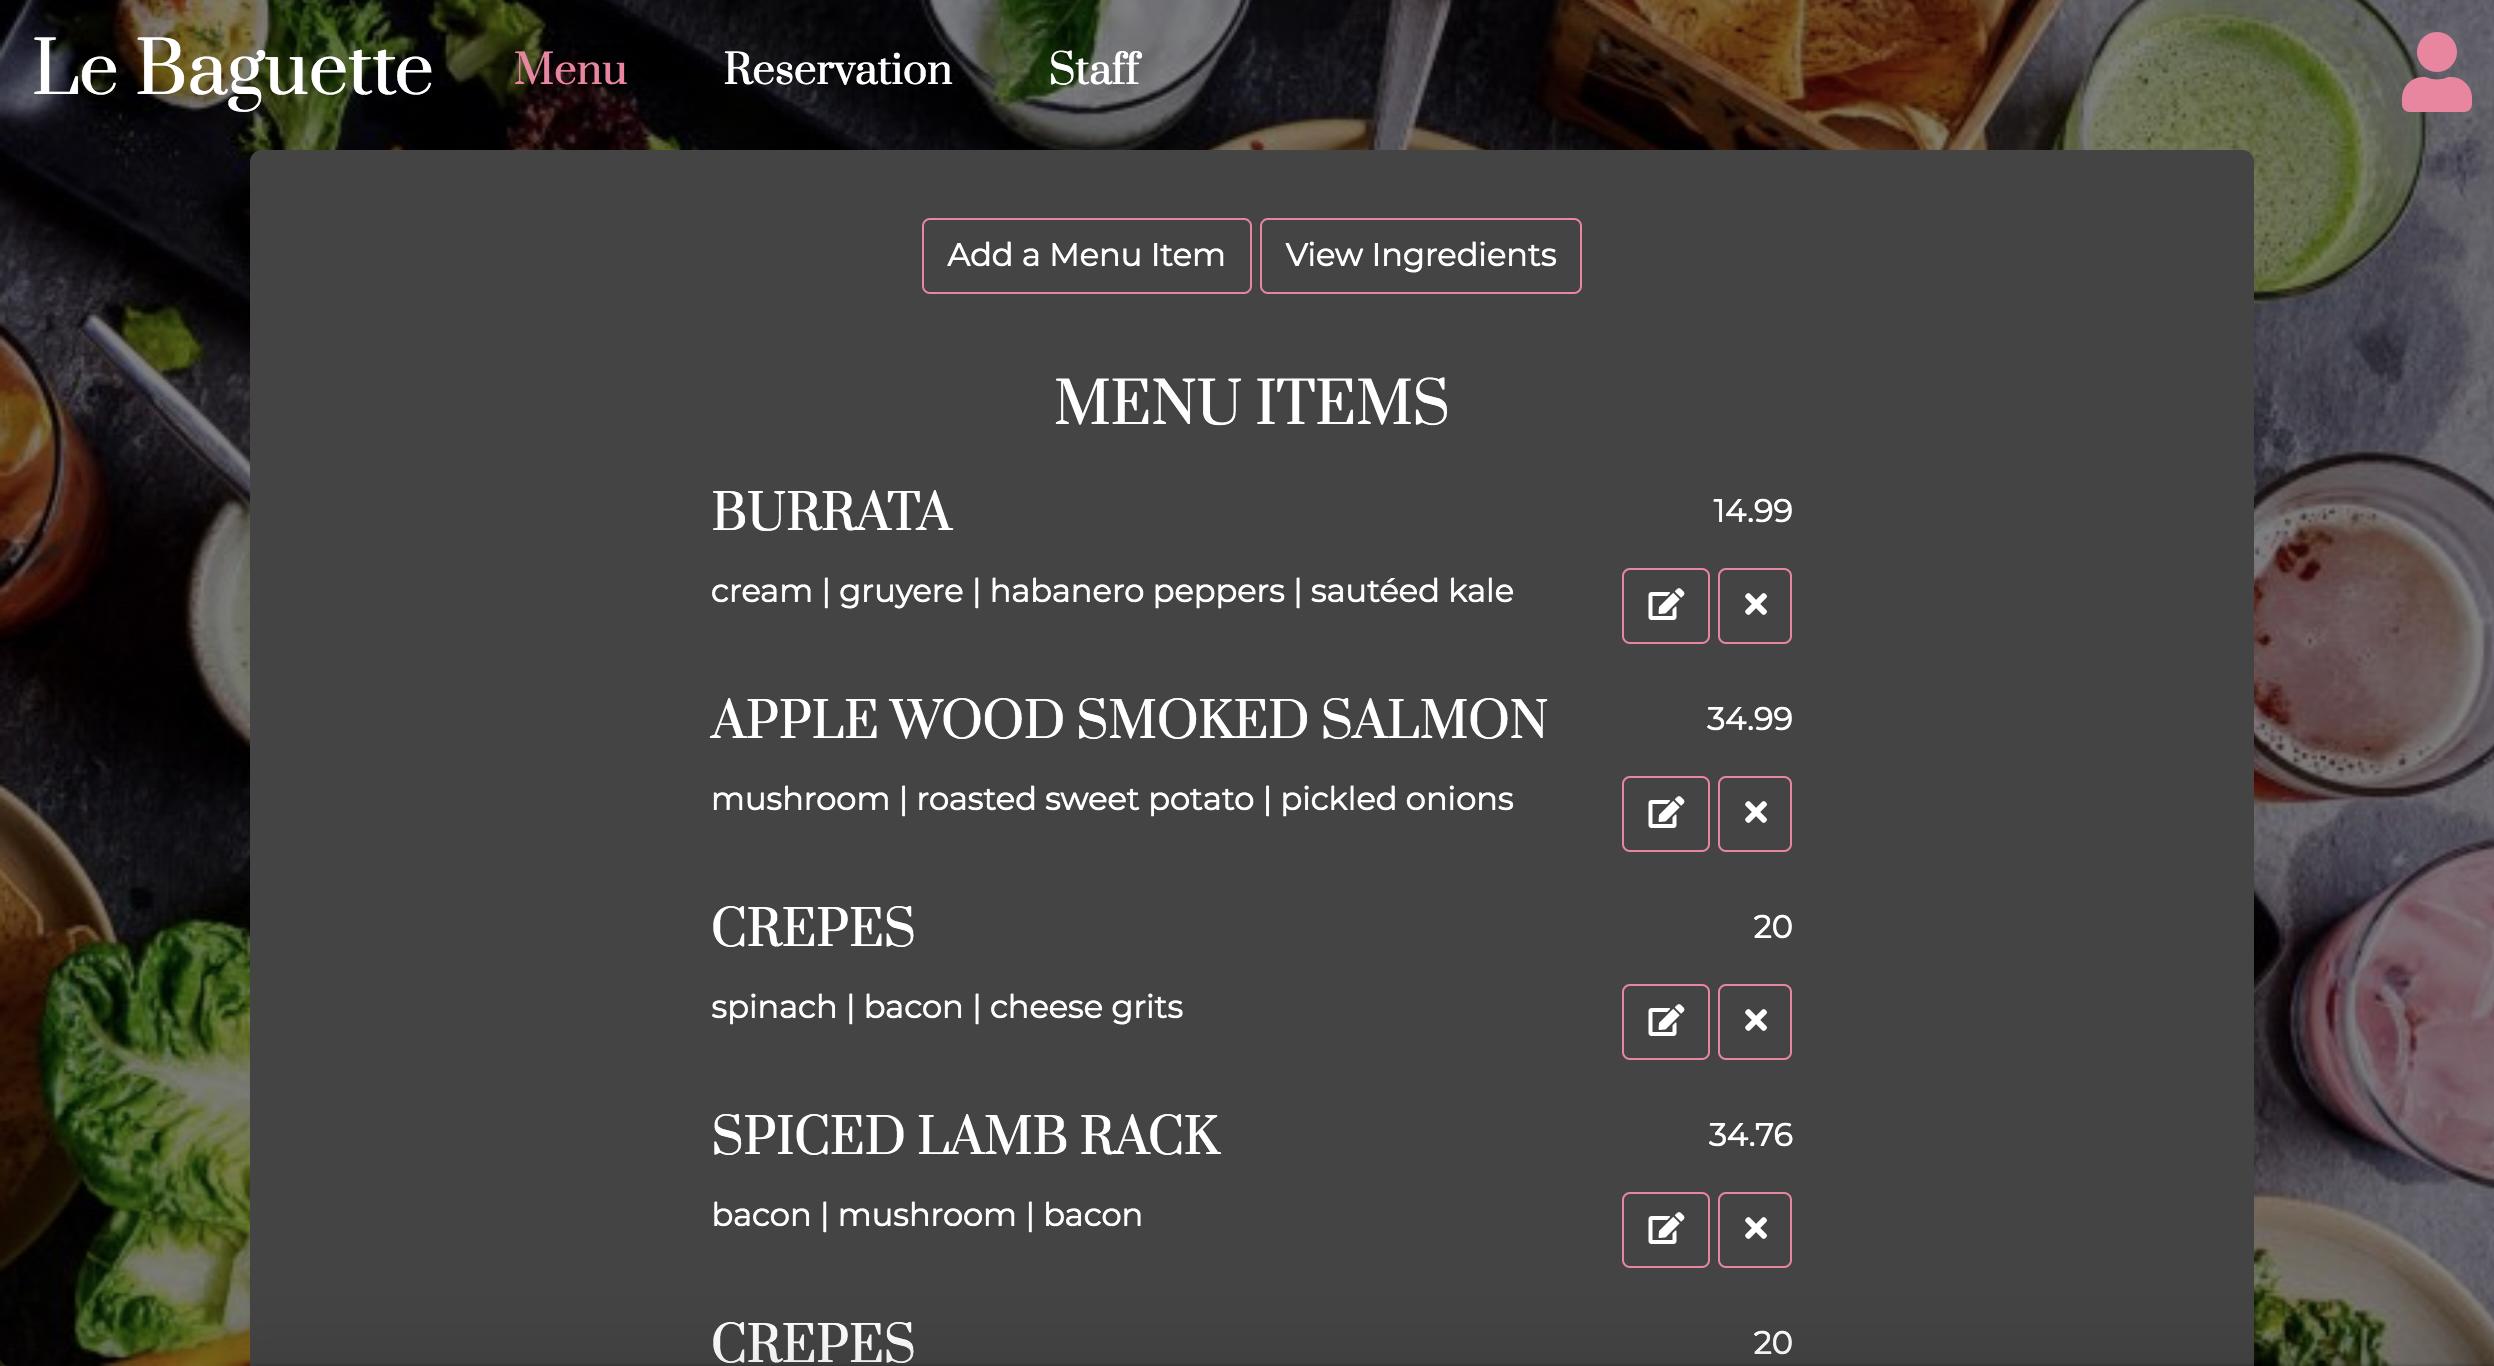 Le Baguette Menu Reservation Staff
Add a Menu Item View Ingredients
MENU ITEMS
BURRATA 14.99
cream | gruyere | habanero peppers | sautéed kale
APPLE WOOD SMOKED SALMON 34.99
mushroom | roasted sweet potato | pickled onions
CREPES 20
spinach | bacon | cheese grits
SPICED LAMB RACK 34.76
bacon | mushroom | bacon
CREPES 20